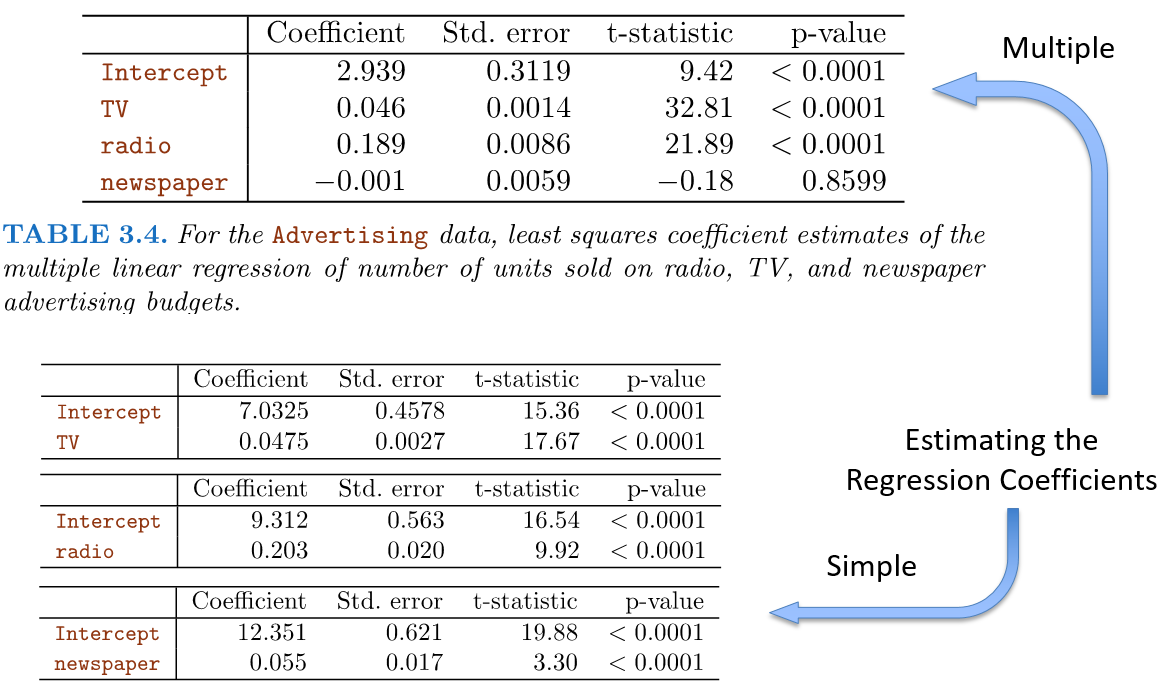 Coefficient Std. error t-statistic p-value
Intercept 2.939 0.3119 9.42 < 0.0001
TV 0.046 0.0014 32.81 < 0.0001
radio 0.189 0.0086 21.89 < 0.0001
newspaper −0.001 0.0059 −0.18 0.8599
TABLE 3.4. For the Advertising data, least squares coefficient estimates of the
multiple linear regression of number of units sold on radio, TV, and newspaper
advertising budgets.
Multiple
Coefficient Std. error t-statistic p-value
Intercept 7.0325 0.4578 15.36 < 0.0001
TV 0.0475 0.0027 17.67 < 0.0001
Coefficient Std. error t-statistic p-value
Intercept 9.312 0.563 16.54 < 0.0001
radio 0.203 0.020 9.92 < 0.0001
Coefficient Std. error t-statistic p-value
Intercept 12.351 0.621 19.88 < 0.0001
newspaper 0.055 0.017 3.30 < 0.0001
Estimating the
Regression Coefficients
Simple